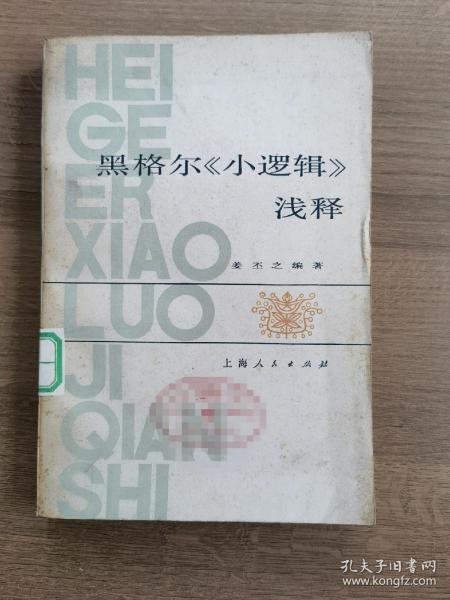 HEI
GE
ER
XIAO
LUO
JI
QIAN
SHI
黑格尔《小逻辑》
浅释
姜丕之编著
上海人民出版社
孔夫子旧书网
www.kongfz.com